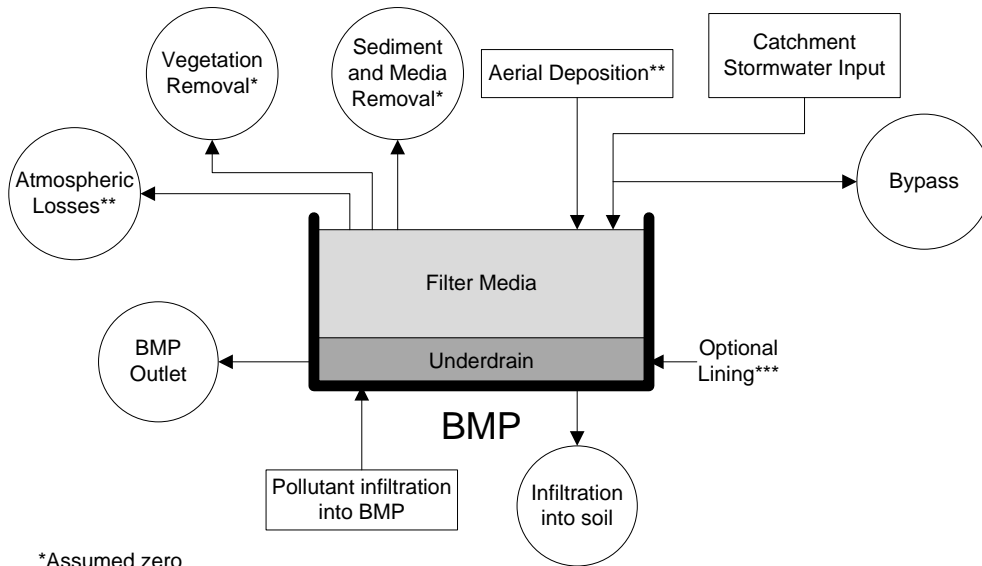 Vegetation
Removal*
Sediment
and Media
Removal*
Aerial Deposition**
Catchment
Stormwater Input
Atmospheric
Losses**
Bypass
Filter Media
BMP
Outlet
Underdrain
Optional
Lining***
BMP
Pollutant infiltration
into BMP
Infiltration
into soil
*Assumed zero